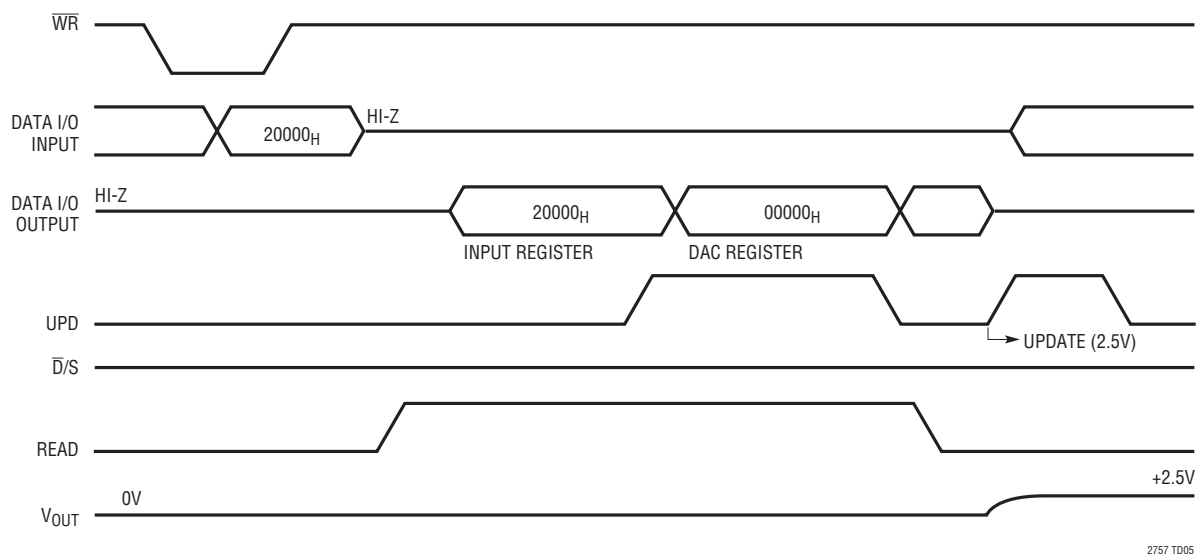 W̅R̅
DATA I/O
INPUT
20000H
HI-Z
DATA I/O
OUTPUT
HI-Z
20000H
00000H
INPUT REGISTER
DAC REGISTER
UPD
UPDATE (2.5V)
D̅/S
READ
+2.5V
0V
VOUT
2757 TD05